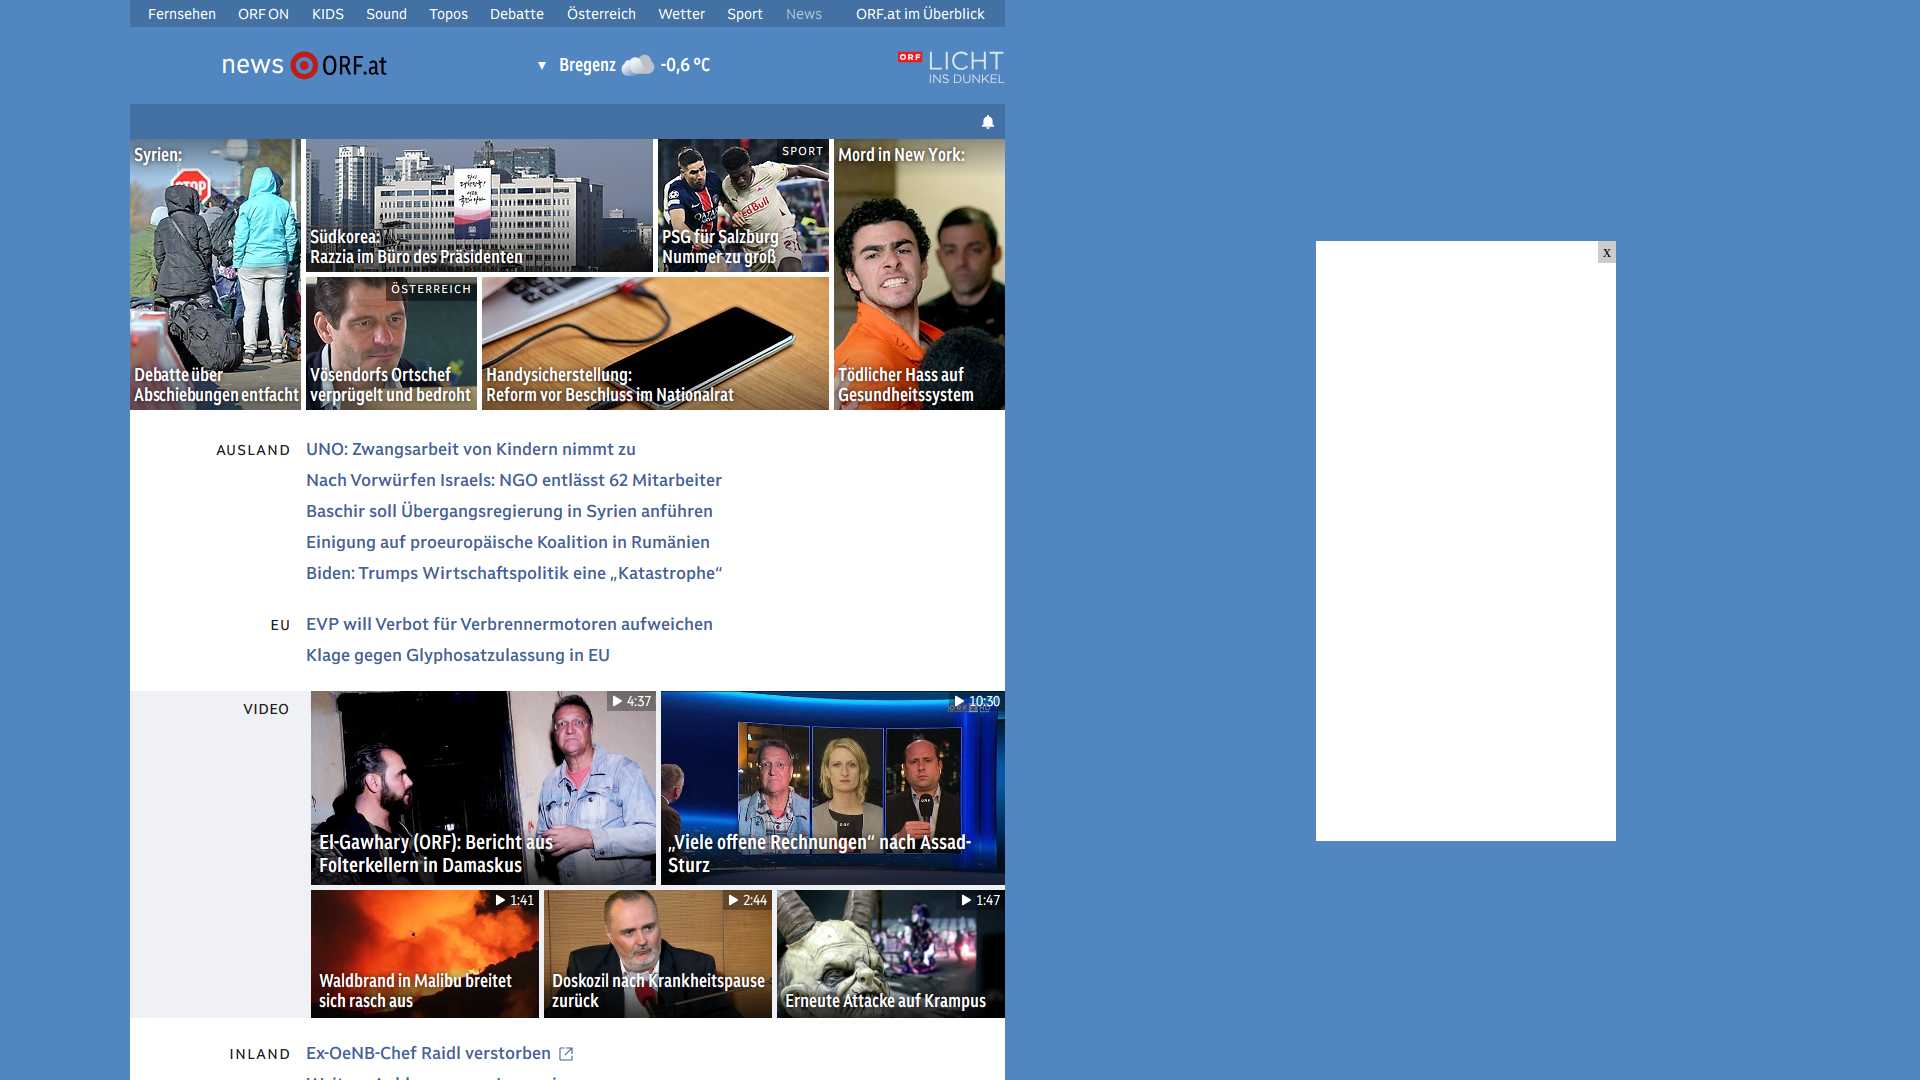 Fernsehen ORF ON KIDS Sound Topos Debatte Österreich Wetter Sport News ORF.at im Überblick
news ORF.at
▼ Bregenz -0,6 °C
ORF LICHT
INS DUNKEL
Syrien:
STOP
Debatte über
Abschiebungen entfacht
Südkorea:
Razzia im Büro des Präsidenten
SPORT
Red Bull
PSG für Salzburg
Nummer zu groß
Mord in New York:
Tödlicher Hass auf
Gesundheitssystem
ÖSTERREICH
Vösendorfs Ortschef
verprügelt und bedroht
Handysicherstellung:
Reform vor Beschluss im Nationalrat
x
AUSLAND
UNO: Zwangsarbeit von Kindern nimmt zu
Nach Vorwürfen Israels: NGO entlässt 62 Mitarbeiter
Baschir soll Übergangsregierung in Syrien anführen
Einigung auf proeuropäische Koalition in Rumänien
Biden: Trumps Wirtschaftspolitik eine „Katastrophe“
EU
EVP will Verbot für Verbrennermotoren aufweichen
Klage gegen Glyphosatzulassung in EU
VIDEO
4:37
El-Gawhary (ORF): Bericht aus
Folterkellern in Damaskus
10:30
„Viele offene Rechnungen“ nach Assad-
Sturz
1:41
Waldbrand in Malibu breitet
sich rasch aus
2:44
Doskozil nach Krankheitspause
zurück
1:47
Erneute Attacke auf Krampus
INLAND
Ex-OeNB-Chef Raidl verstorben